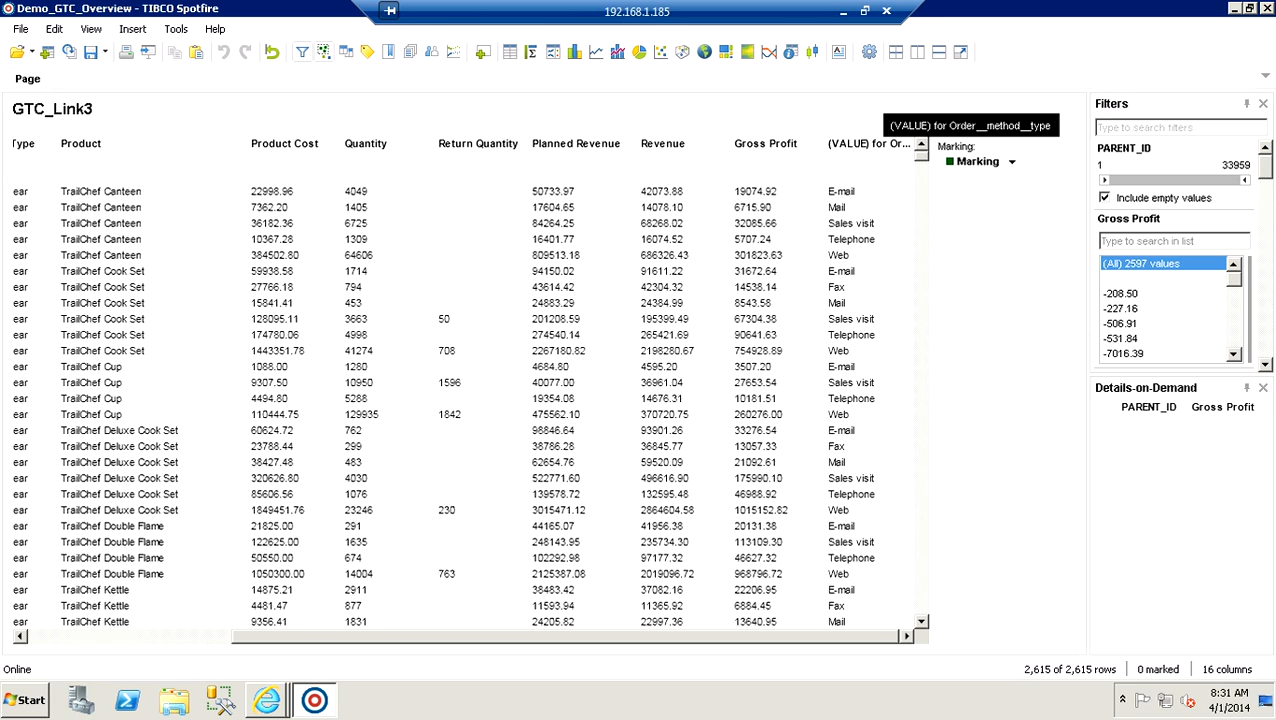 Demo_GTC_Overview - TIBCO Spotfire
192.168.1.185
File Edit View Insert Tools Help
Page
GTC_Link3
(VALUE) for Order__method__type
Type Product Product Cost Quantity Return Quantity Planned Revenue Revenue Gross Profit (VALUE) for Or...
Marking:
Marking
ear TrailChef Canteen 22998.96 4049 50733.97 42073.88 19074.92 E-mail
ear TrailChef Canteen 7362.20 1405 17604.65 14078.10 6715.90 Mail
ear TrailChef Canteen 36182.36 6725 84264.25 68268.02 32085.66 Sales visit
ear TrailChef Canteen 10367.28 1309 16401.77 16074.52 5707.24 Telephone
ear TrailChef Canteen 384502.80 64606 809513.18 686326.43 301823.63 Web
ear TrailChef Cook Set 59938.58 1714 94150.02 91611.22 31672.64 E-mail
ear TrailChef Cook Set 27766.18 794 43614.42 42304.32 14538.14 Fax
ear TrailChef Cook Set 15841.41 453 24883.29 24384.99 8543.58 Mail
ear TrailChef Cook Set 128095.11 3663 50 201208.59 195399.49 67304.38 Sales visit
ear TrailChef Cook Set 174780.06 4998 274540.14 265421.69 90641.63 Telephone
ear TrailChef Cook Set 1443351.78 41274 708 2267180.82 2198280.67 754928.89 Web
ear TrailChef Cup 1088.00 1280 4684.80 4595.20 3507.20 E-mail
ear TrailChef Cup 9307.50 10950 1596 40077.00 36961.04 27653.54 Sales visit
ear TrailChef Cup 4494.80 5288 19354.08 14676.31 10181.51 Telephone
ear TrailChef Cup 110444.75 129935 1842 475562.10 370720.75 260276.00 Web
ear TrailChef Deluxe Cook Set 60624.72 762 98846.64 93901.26 33276.54 E-mail
ear TrailChef Deluxe Cook Set 23788.44 299 38786.28 36845.77 13057.33 Fax
ear TrailChef Deluxe Cook Set 38427.48 483 62654.76 59520.09 21092.61 Mail
ear TrailChef Deluxe Cook Set 320626.80 4030 522771.60 496616.90 175990.10 Sales visit
ear TrailChef Deluxe Cook Set 85606.56 1076 139578.72 132595.48 46988.92 Telephone
ear TrailChef Deluxe Cook Set 1849451.76 23246 230 3015471.12 2864604.58 1015152.82 Web
ear TrailChef Double Flame 21825.00 291 44165.07 41956.38 20131.38 E-mail
ear TrailChef Double Flame 122625.00 1635 248143.95 235734.30 113109.30 Sales visit
ear TrailChef Double Flame 50550.00 674 102292.98 97177.32 46627.32 Telephone
ear TrailChef Double Flame 1050300.00 14004 763 2125387.08 2019096.72 968796.72 Web
ear TrailChef Kettle 14875.21 2911 38483.42 37082.16 22206.95 E-mail
ear TrailChef Kettle 4481.47 877 11593.94 11365.92 6884.45 Fax
ear TrailChef Kettle 9356.41 1831 24205.82 22997.36 13640.95 Mail
Filters
Type to search filters
PARENT_ID
1 33959
Include empty values
Gross Profit
Type to search in list
(All) 2597 values
-208.50
-227.16
-506.91
-531.84
-7016.39
Details-on-Demand
PARENT_ID Gross Profit
Online 2,615 of 2,615 rows 0 marked 16 columns
Start
8:31 AM
4/1/2014